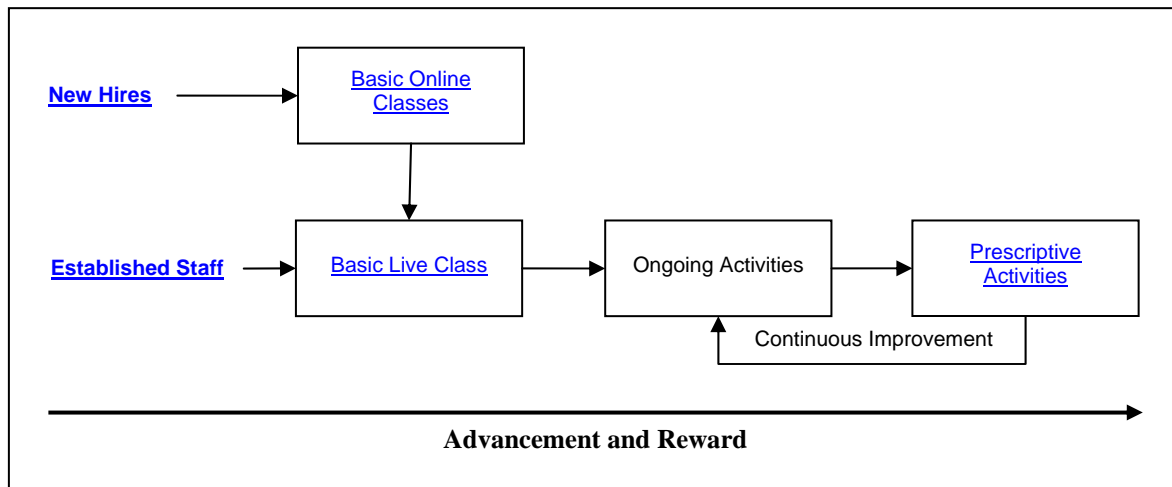 New Hires
Basic Online
Classes
Established Staff
Basic Live Class
Ongoing Activities
Prescriptive
Activities
Continuous Improvement
Advancement and Reward